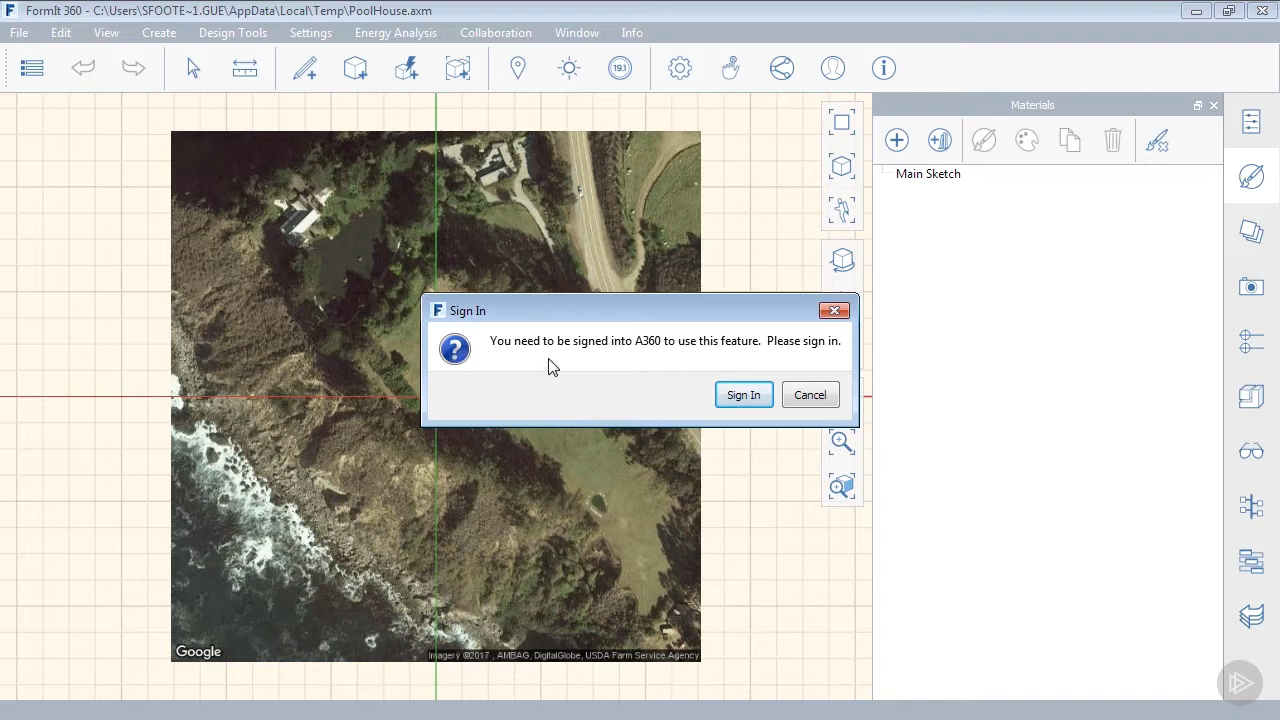 FormIt 360 - C:\Users\SFOOTE~1.GUE\AppData\Local\Temp\PoolHouse.axm
File Edit View Create Design Tools Settings Energy Analysis Collaboration Window Info
19.1
Materials
Main Sketch
Sign In
You need to be signed into A360 to use this feature. Please sign in.
Sign In Cancel
Google
Imagery ©2017 , AMBAG, DigitalGlobe, USDA Farm Service Agency